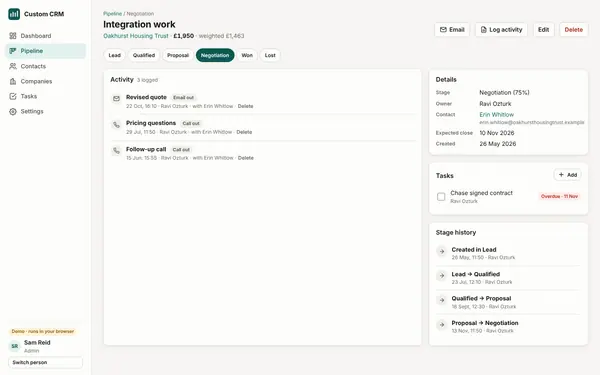 Custom CRM
Dashboard
Pipeline
Contacts
Companies
Tasks
Settings
Demo · runs in your browser
SR
Sam Reid
Admin
Switch person
Pipeline / Negotiation
Integration work
Oakhurst Housing Trust · £1,950 · weighted £1,463
Email
Log activity
Edit
Delete
Lead
Qualified
Proposal
Negotiation
Won
Lost
Activity 3 logged
Revised quote Email out
22 Oct, 16:10 · Ravi Ozturk · with Erin Whitlow · Delete
Pricing questions Call out
28 Jul, 11:50 · Ravi Ozturk · with Erin Whitlow · Delete
Follow-up call Call out
15 Jun, 15:55 · Ravi Ozturk · with Erin Whitlow · Delete
Details
Stage Negotiation (75%)
Owner Ravi Ozturk
Contact Erin Whitlow
erin.whitlow@oakhursthousingtrust.example
Expected close 10 Nov 2026
Created 26 May 2026
Tasks
Add
Chase signed contract
Ravi Ozturk
Overdue · 11 Nov
Stage history
Created in Lead
26 May, 11:50 · Ravi Ozturk
Lead → Qualified
23 Jul, 12:10 · Ravi Ozturk
Qualified → Proposal
16 Sept, 12:30 · Ravi Ozturk
Proposal → Negotiation
13 Nov, 11:50 · Ravi Ozturk